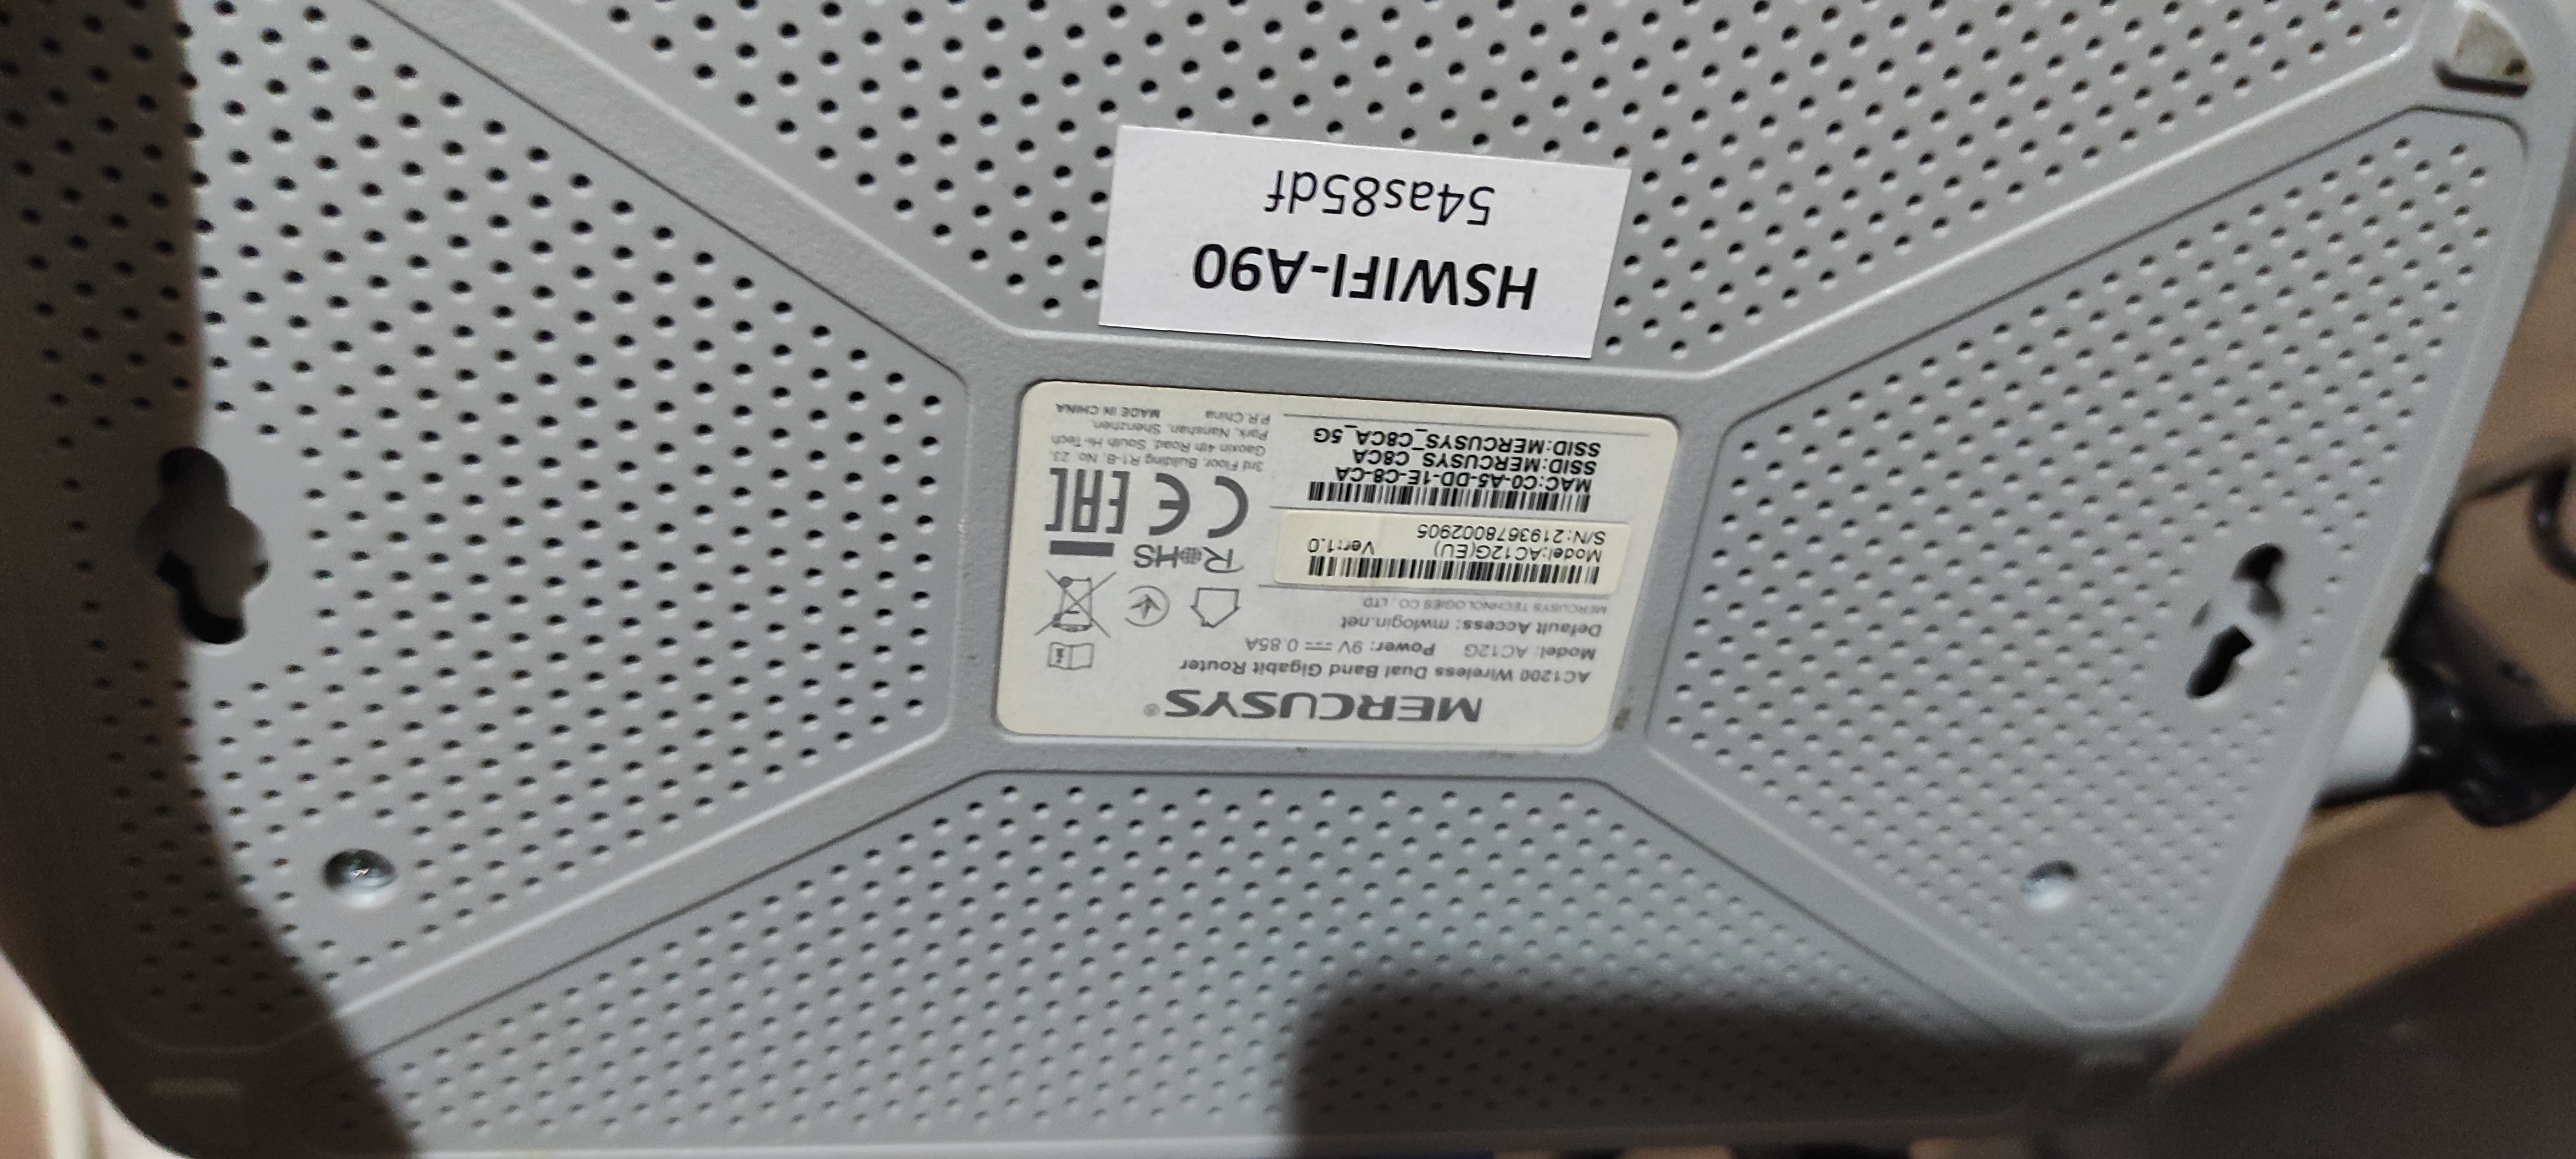 HSWIFI-A90
54as85df
MERCUSYS®
AC1200 Wireless Dual Band Gigabit Router
Model: AC12G Power: 9V ⎓ 0.85A
Default Access: mwlogin.net
MERCUSYS TECHNOLOGIES CO., LTD.
Model:AC12G(EU) Ver:1.0
S/N:2193678002905
MAC:C0-A5-DD-1E-C8-CA
SSID:MERCUSYS_C8CA
SSID:MERCUSYS_C8CA_5G
RoHS
CE EAC
3rd Floor, Building R1-B, No. 23,
Gaoxin 4th Road, South Hi-Tech
Park, Nanshan, Shenzhen,
P.R.China MADE IN CHINA